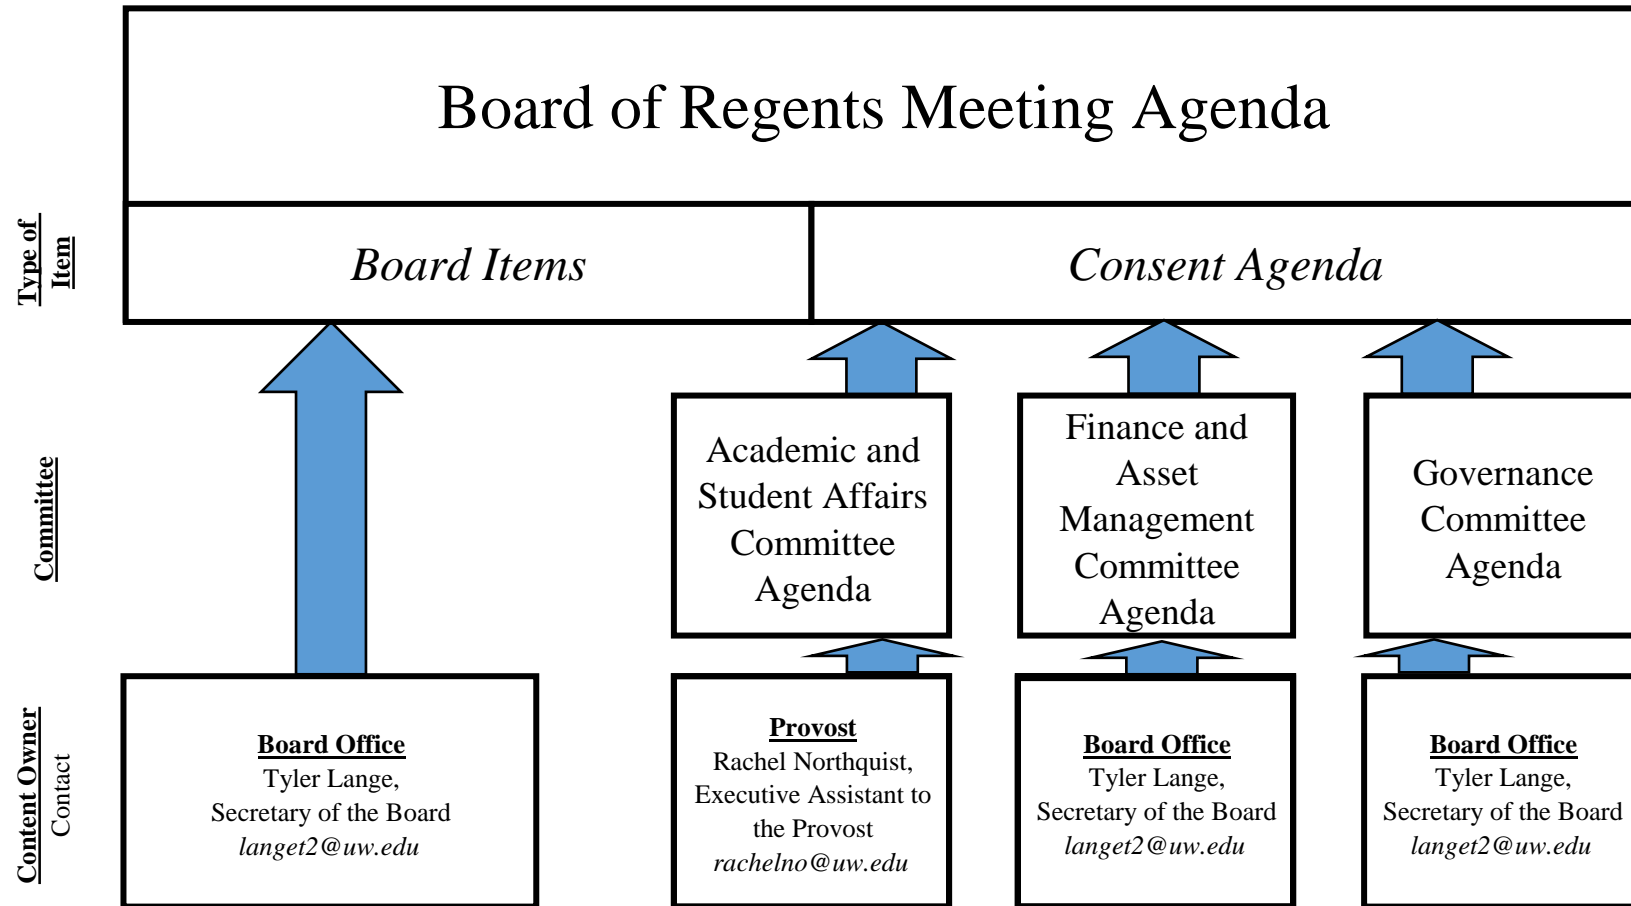 Board of Regents Meeting Agenda
Type of
Item
Board Items
Consent Agenda
Committee
Academic and
Student Affairs
Committee
Agenda
Finance and
Asset
Management
Committee
Agenda
Governance
Committee
Agenda
Content Owner
Contact
Board Office
Tyler Lange,
Secretary of the Board
langet2@uw.edu
Provost
Rachel Northquist,
Executive Assistant to
the Provost
rachelno@uw.edu
Board Office
Tyler Lange,
Secretary of the Board
langet2@uw.edu
Board Office
Tyler Lange,
Secretary of the Board
langet2@uw.edu